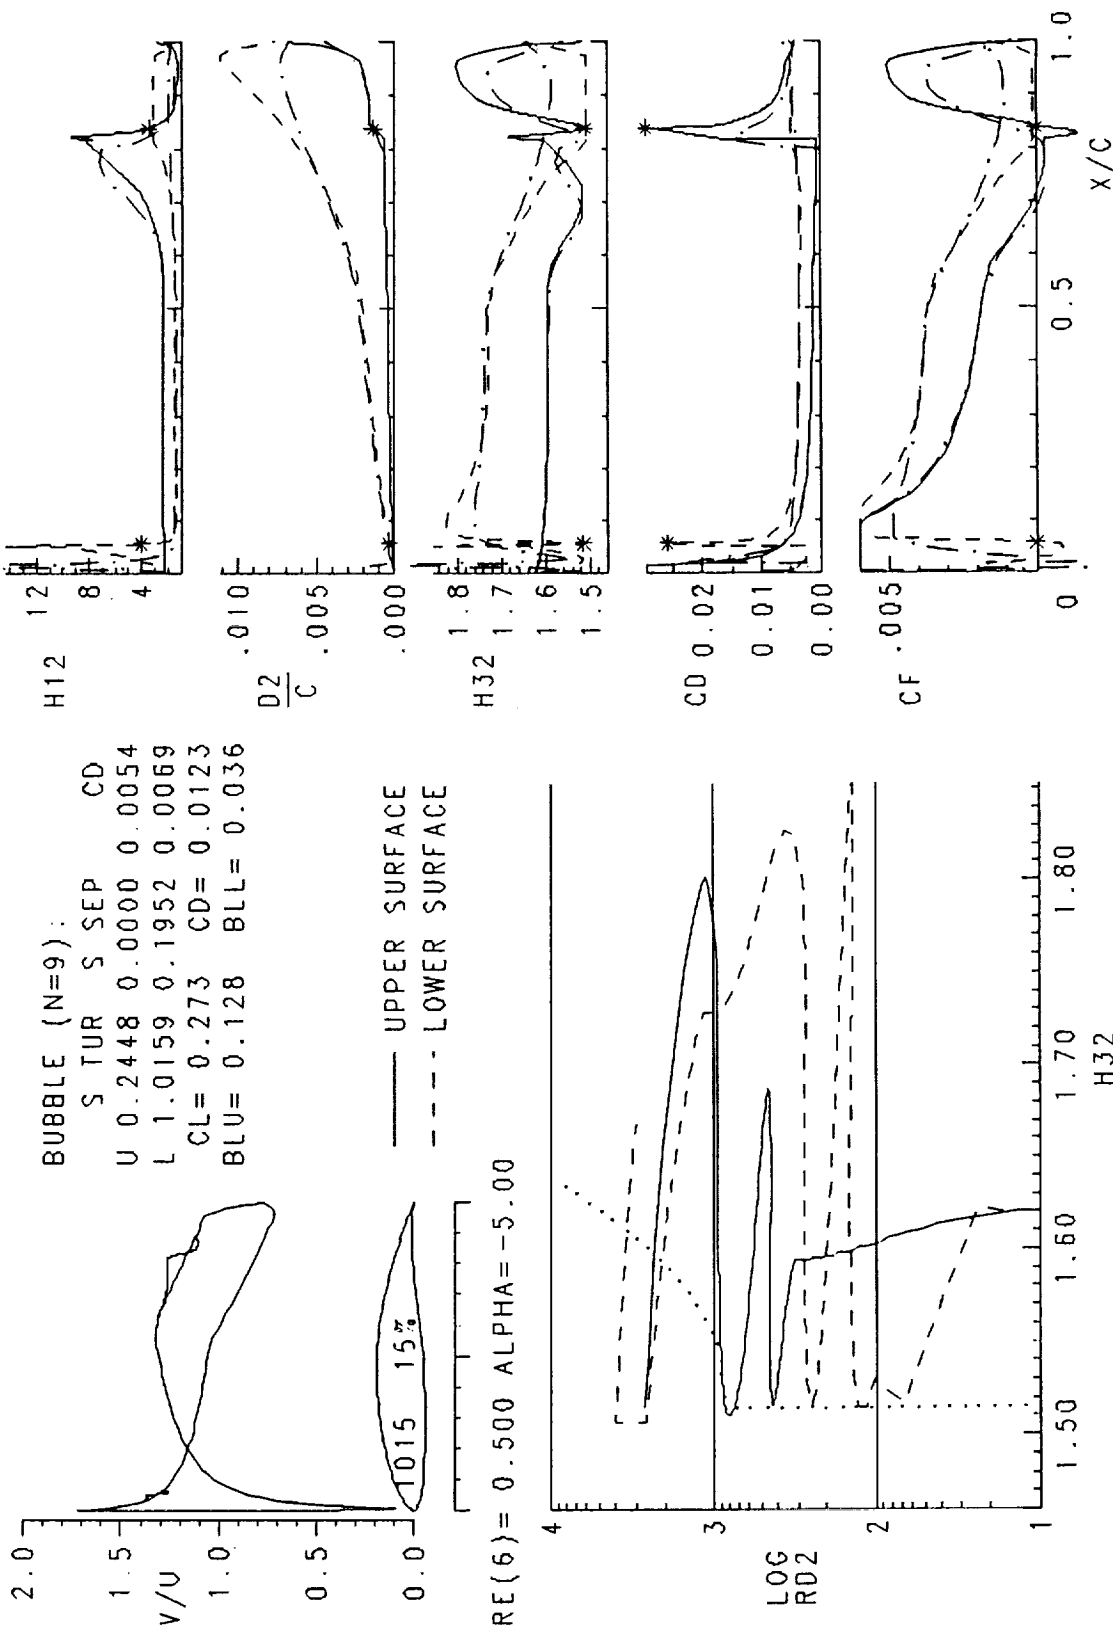 2.0
1.5
V/U
1.0
0.5
0.0
1015 15%
BUBBLE (N=9):
S TUR S SEP CD
U 0.2448 0.0000 0.0054
L 1.0159 0.1952 0.0069
CL= 0.273 CD= 0.0123
BLU= 0.128 BLL= 0.036
UPPER SURFACE
LOWER SURFACE
RE(6)= 0.500 ALPHA=-5.00
4
3
LOG
RD2
2
1
1.50
1.60
1.70
1.80
H32
H12
12
8
4
D2
C
.010
.005
.000
H32
1.8
1.7
1.6
1.5
CD
0.02
0.01
0.00
CF
.005
0
0.5
1.0
X/C